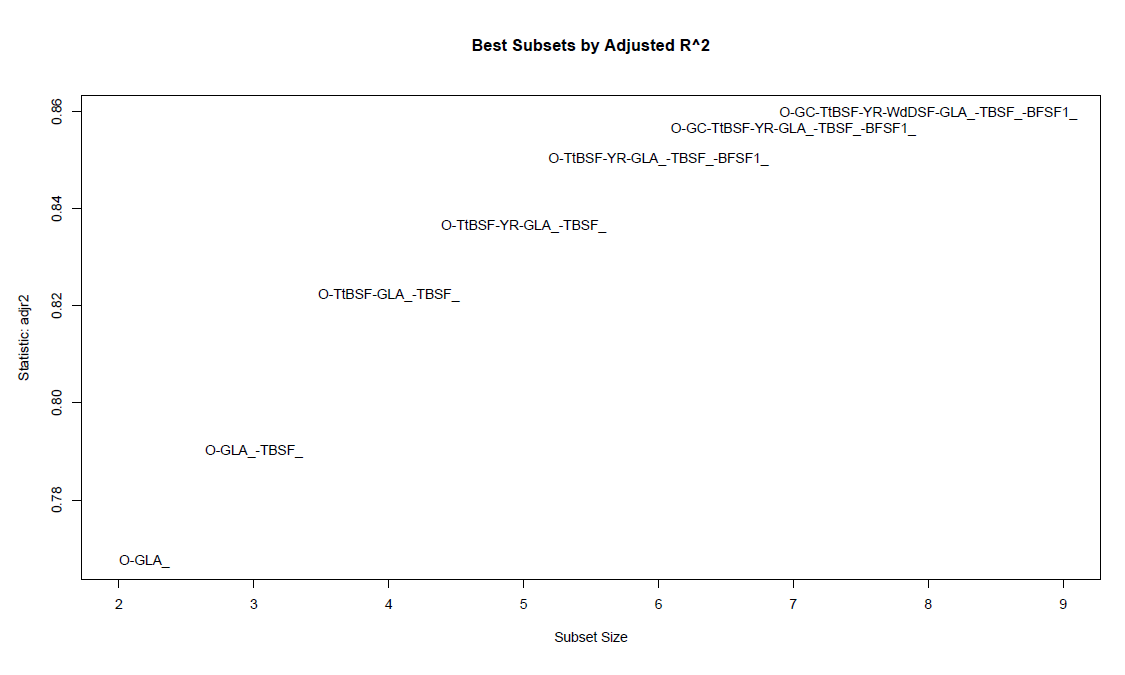 Best Subsets by Adjusted R^2
0.86
O-GC-TtBSF-YR-WdDSF-GLA_-TBSF_-BFSF1_
O-GC-TtBSF-YR-GLA_-TBSF_-BFSF1_
O-TtBSF-YR-GLA_-TBSF_-BFSF1_
0.84
O-TtBSF-YR-GLA_-TBSF_
O-TtBSF-GLA_-TBSF_
0.82
Statistic: adjr2
0.80
O-GLA_-TBSF_
0.78
O-GLA_
2 3 4 5 6 7 8 9
Subset Size